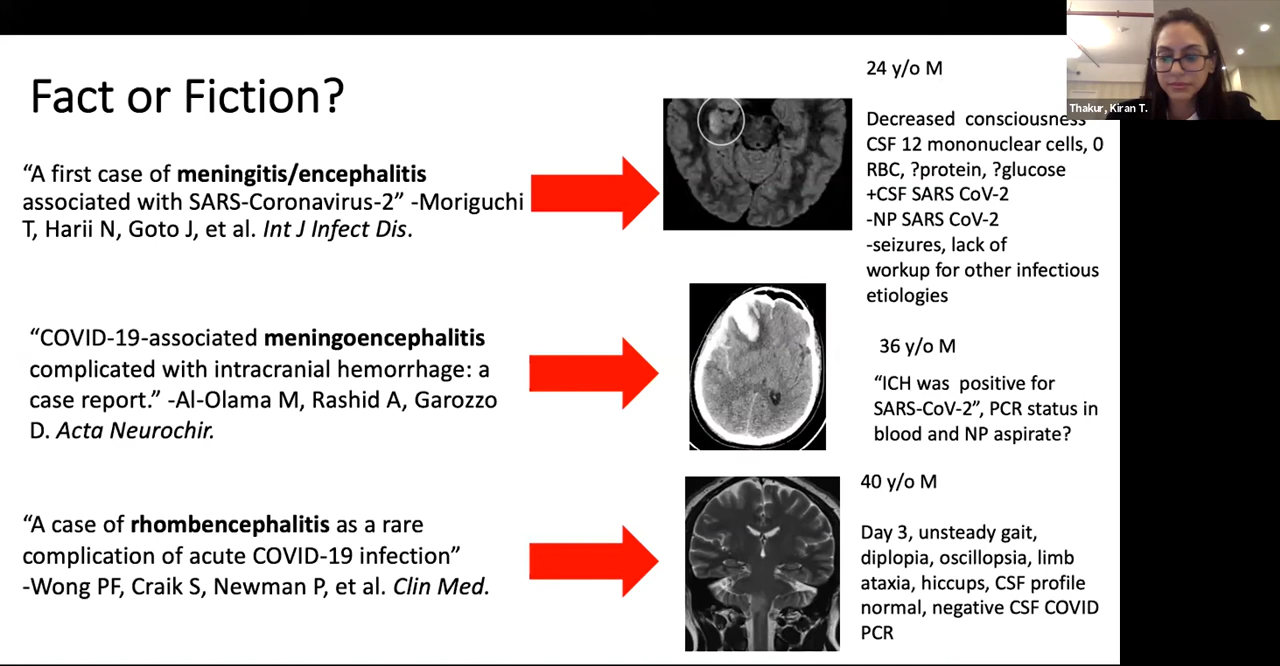 Fact or Fiction?
“A first case of meningitis/encephalitis
associated with SARS-Coronavirus-2” -Moriguchi
T, Harii N, Goto J, et al. Int J Infect Dis.
“COVID-19-associated meningoencephalitis
complicated with intracranial hemorrhage: a
case report.” -Al-Olama M, Rashid A, Garozzo
D. Acta Neurochir.
“A case of rhombencephalitis as a rare
complication of acute COVID-19 infection”
-Wong PF, Craik S, Newman P, et al. Clin Med.
24 y/o M
Decreased consciousness
CSF 12 mononuclear cells, 0
RBC, ?protein, ?glucose
+CSF SARS CoV-2
-NP SARS CoV-2
-seizures, lack of
workup for other infectious
etiologies
36 y/o M
“ICH was positive for
SARS-CoV-2”, PCR status in
blood and NP aspirate?
40 y/o M
Day 3, unsteady gait,
diplopia, oscillopsia, limb
ataxia, hiccups, CSF profile
normal, negative CSF COVID
PCR
Thakur, Kiran T.